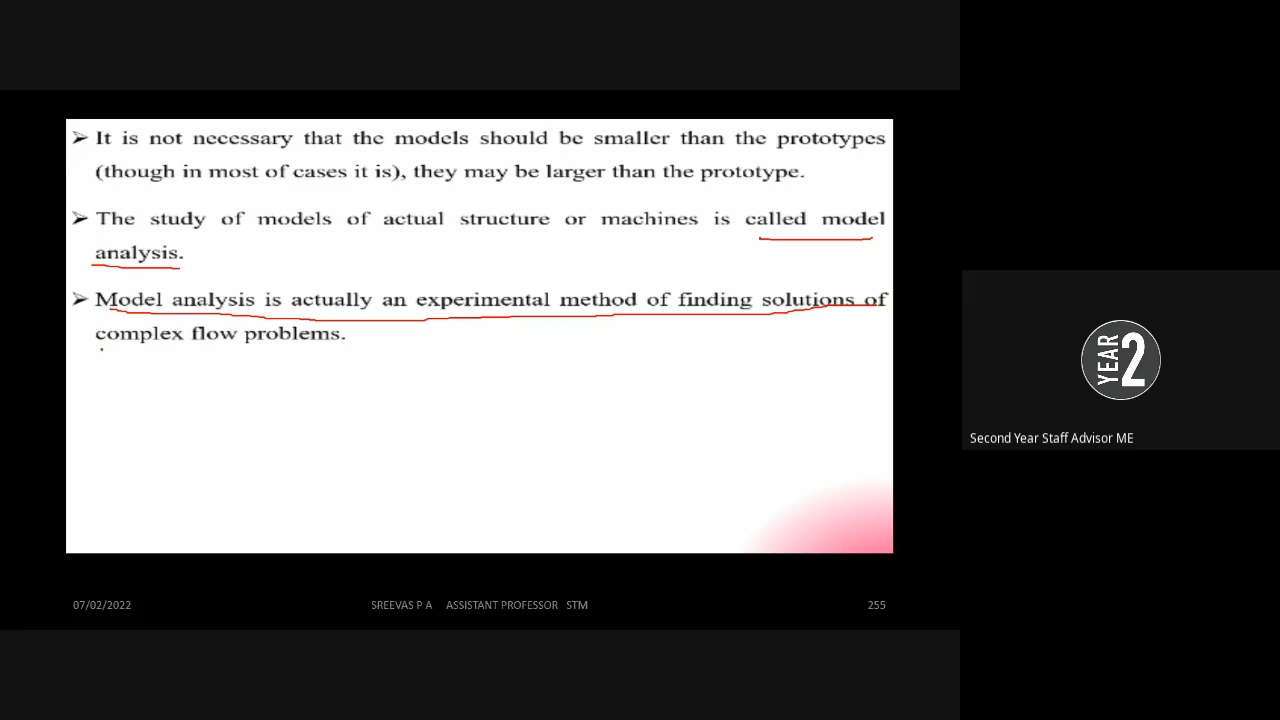 ➢ It is not necessary that the models should be smaller than the prototypes
(though in most of cases it is), they may be larger than the prototype.
➢ The study of models of actual structure or machines is called model
analysis.
➢ Model analysis is actually an experimental method of finding solutions of
complex flow problems.
YEAR 2
Second Year Staff Advisor ME
07/02/2022 SREEVAS P A ASSISTANT PROFESSOR STM 255